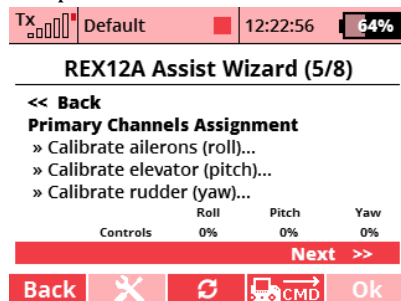 Tx Default 12:22:56 64%
REX12A Assist Wizard (5/8)
<< Back
Primary Channels Assignment
» Calibrate ailerons (roll)...
» Calibrate elevator (pitch)...
» Calibrate rudder (yaw)...
Roll Pitch Yaw
Controls 0% 0% 0%
Next >>
Back CMD Ok